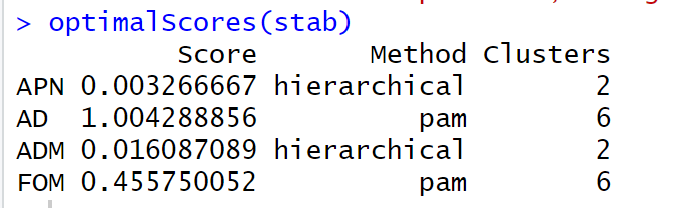 > optimalScores(stab)
Score Method Clusters
APN 0.003266667 hierarchical 2
AD 1.004288856 pam 6
ADM 0.016087089 hierarchical 2
FOM 0.455750052 pam 6